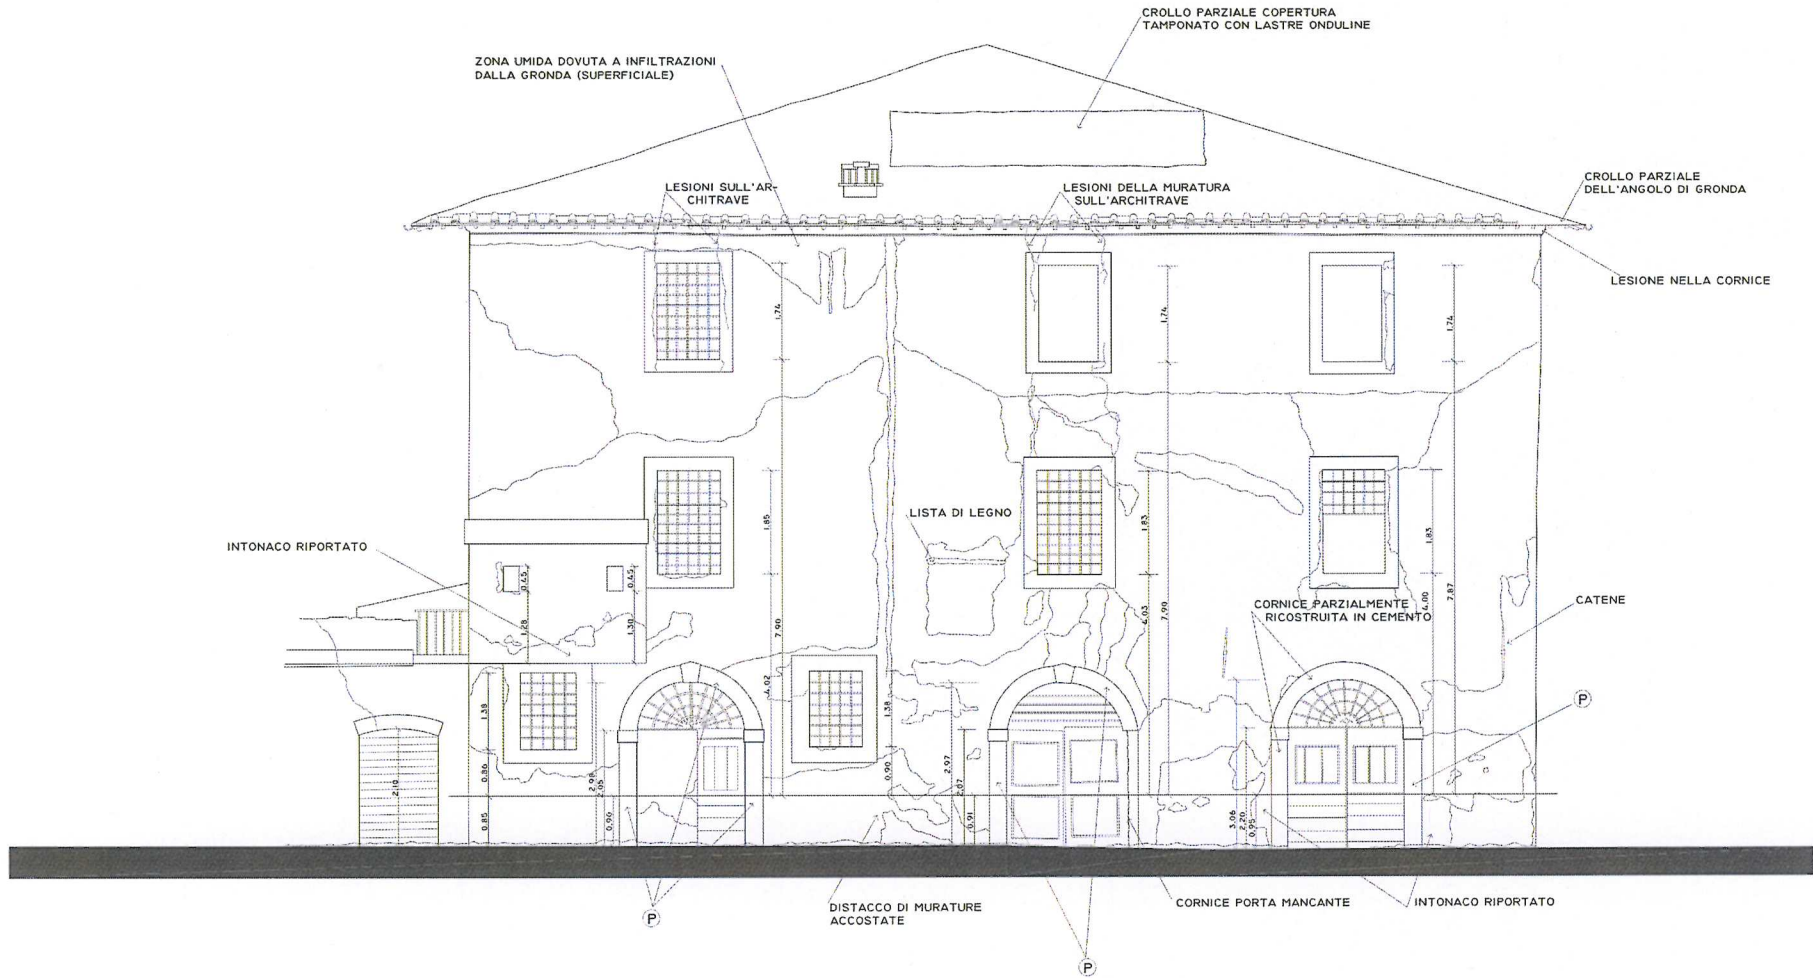 CROLLO PARZIALE COPERTURA
TAMPONATO CON LASTRE ONDULINE
ZONA UMIDA DOVUTA A INFILTRAZIONI
DALLA GRONDA (SUPERFICIALE)
LESIONI SULL'AR-
CHITRAVE
LESIONI DELLA MURATURA
SULL'ARCHITRAVE
CROLLO PARZIALE
DELL'ANGOLO DI GRONDA
LESIONE NELLA CORNICE
1.74
1.74
1.74
LISTA DI LEGNO
1.85
1.83
1.83
INTONACO RIPORTATO
0.45
0.45
1.28
1.30
7.90
4.03
7.90
4.00
7.87
CORNICE PARZIALMENTE
RICOSTRUITA IN CEMENTO
CATENE
4.02
1.39
1.38
P
2.10
0.86
2.98
2.05
0.90
2.97
2.07
0.85
0.90
0.91
3.06
2.20
0.95
P
DISTACCO DI MURATURE
ACCOSTATE
CORNICE PORTA MANCANTE
INTONACO RIPORTATO
P